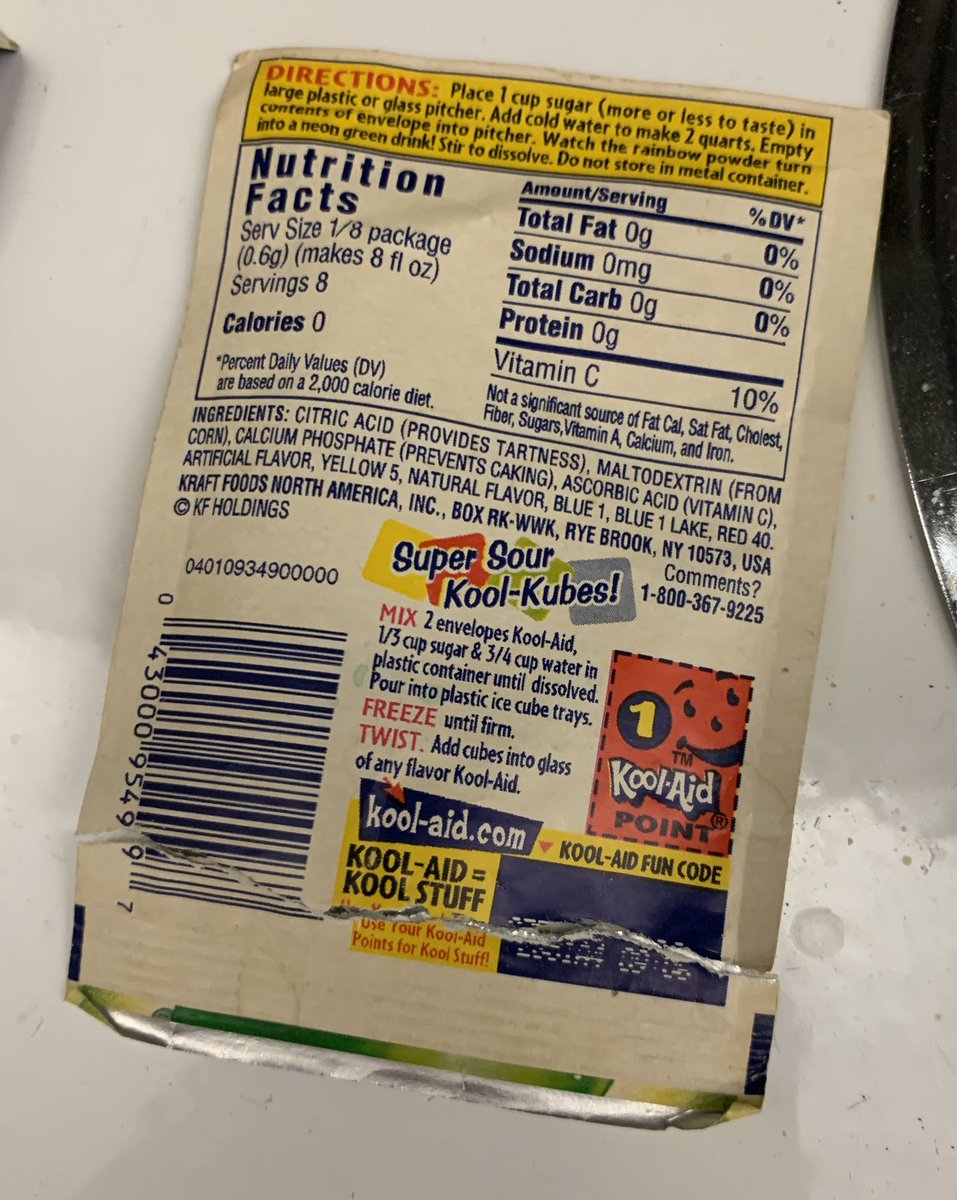 DIRECTIONS: Place 1 cup sugar (more or less to taste) in
large plastic or glass pitcher. Add cold water to make 2 quarts. Empty
contents of envelope into pitcher. Watch the rainbow powder turn
into a neon green drink! Stir to dissolve. Do not store in metal container.
Nutrition
Facts
Serv Size 1/8 package
(0.6g) (makes 8 fl oz)
Servings 8
Calories 0
*Percent Daily Values (DV)
are based on a 2,000 calorie diet.
Amount/Serving %DV*
Total Fat 0g 0%
Sodium 0mg 0%
Total Carb 0g 0%
Protein 0g
Vitamin C 10%
Not a significant source of Fat Cal, Sat Fat, Cholest,
Fiber, Sugars, Vitamin A, Calcium, and Iron.
INGREDIENTS: CITRIC ACID (PROVIDES TARTNESS), MALTODEXTRIN (FROM
CORN), CALCIUM PHOSPHATE (PREVENTS CAKING), ASCORBIC ACID (VITAMIN C),
ARTIFICIAL FLAVOR, YELLOW 5, NATURAL FLAVOR, BLUE 1, BLUE 1 LAKE, RED 40.
KRAFT FOODS NORTH AMERICA, INC., BOX RK-WWK, RYE BROOK, NY 10573, USA
© KF HOLDINGS
Comments?
1-800-367-9225
04010934900000
Super Sour
Kool-Kubes!
MIX 2 envelopes Kool-Aid,
1/3 cup sugar & 3/4 cup water in
plastic container until dissolved.
Pour into plastic ice cube trays.
FREEZE until firm.
TWIST. Add cubes into glass
of any flavor Kool-Aid.
1
TM
Kool-Aid
POINT®
0 43000 95491 7
kool-aid.com
KOOL-AID FUN CODE
KOOL-AID =
KOOL STUFF
Use Your Kool-Aid
Points for Kool Stuff!